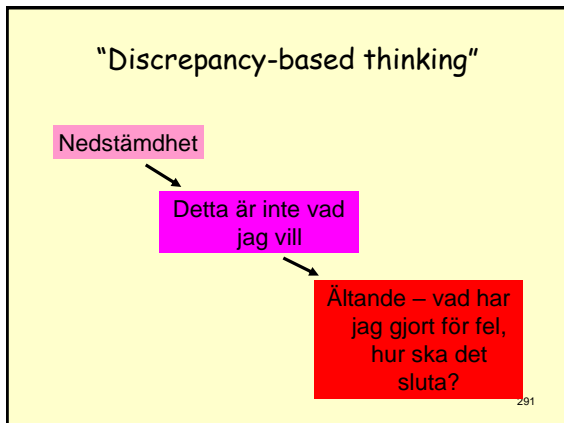 “Discrepancy-based thinking”
Nedstämdhet
Detta är inte vad
jag vill
Ältande – vad har
jag gjort för fel,
hur ska det
sluta?
291